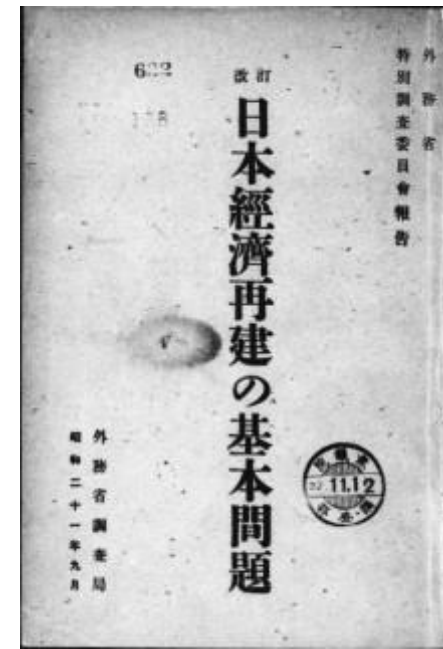 外務省
特別調査委員會報告
改訂
日本經濟再建の基本問題
外務省調査局
昭和二十一年九月
11.12